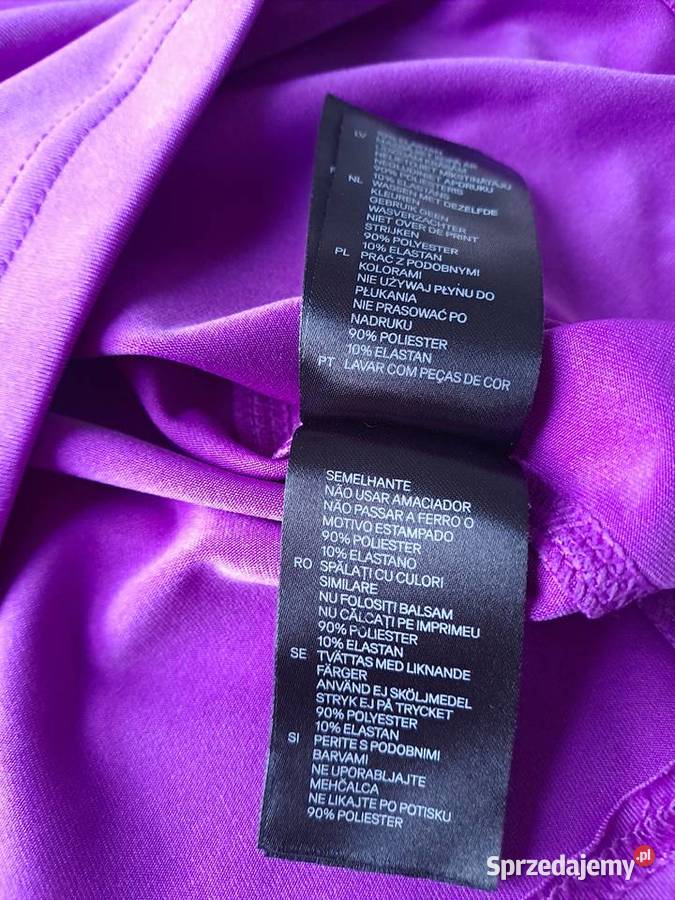 LV
NL
10% ELASTERIS
WASSEN MET DEZELFDE
KLEUREN
GEBRUIK GEEN
WASVERZACHTER
NIET OVER DE PRINT
STRIJKEN
90% POLYESTER
10% ELASTAN
PL PRAĆ Z PODOBNYMI
KOLORAMI
NIE UŻYWAJ PŁYNU DO
PŁUKANIA
NIE PRASOWAĆ PO
NADRUKU
90% POLIESTER
10% ELASTAN
PT LAVAR COM PEÇAS DE COR
SEMELHANTE
NÃO USAR AMACIADOR
NÃO PASSAR A FERRO O
MOTIVO ESTAMPADO
90% POLIESTER
10% ELASTANO
RO SPĂLAȚI CU CULORI
SIMILARE
NU FOLOSIȚI BALSAM
NU CĂLCAȚI PE IMPRIMEU
90% POLIESTER
10% ELASTAN
SE TVÄTTAS MED LIKNANDE
FÄRGER
ANVÄND EJ SKÖLJMEDEL
STRYK EJ PÅ TRYCKET
90% POLYESTER
10% ELASTAN
SI PERITE S PODOBNIMI
BARVAMI
NE UPORABLJAJTE
MEHČALCA
NE LIKAJTE PO POTISKU
90% POLIESTER
Sprzedajemy.pl